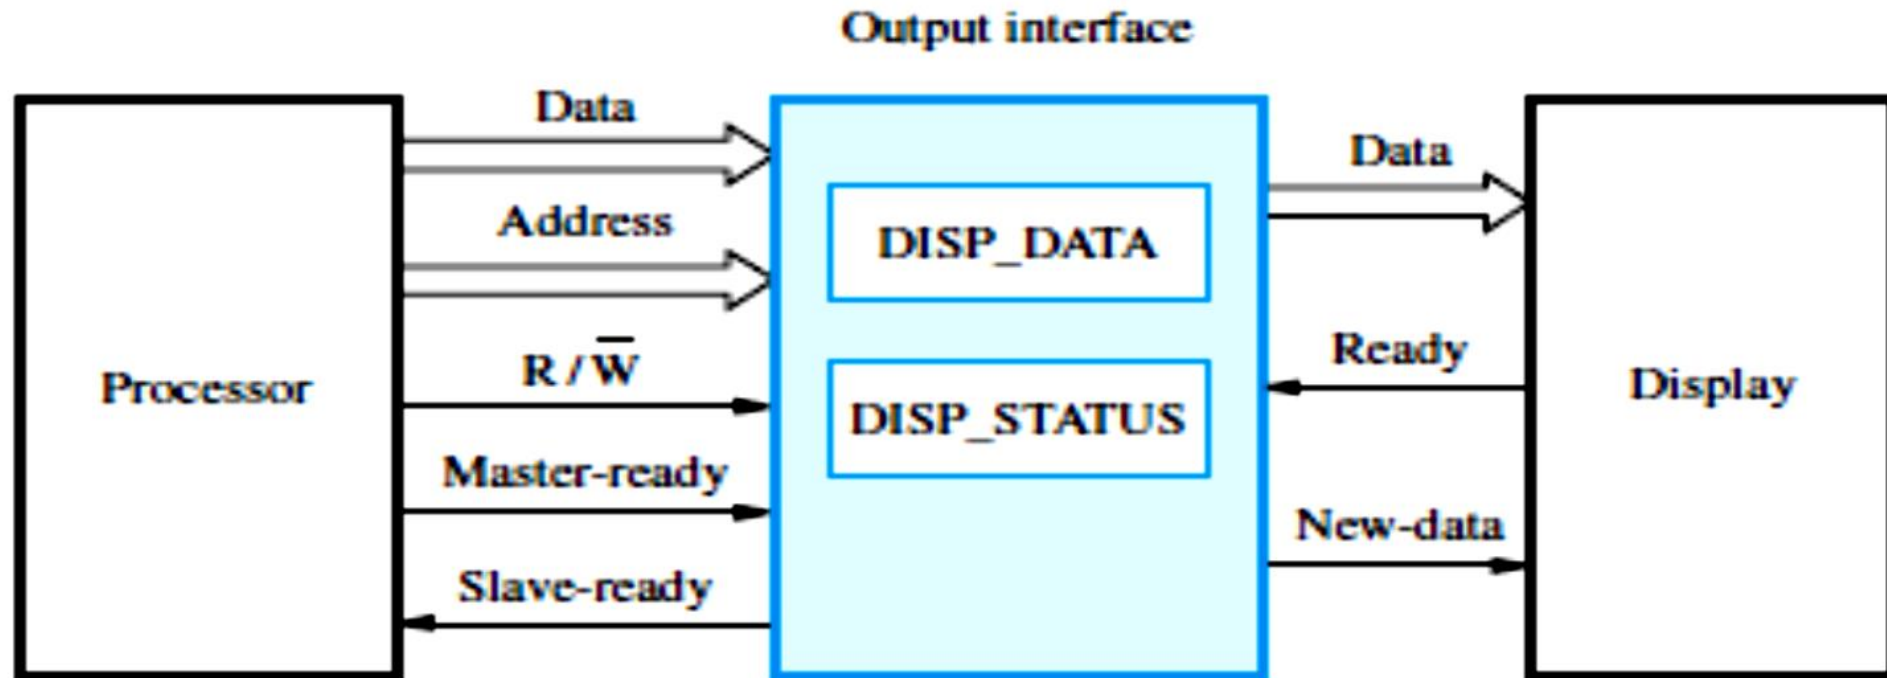 Output interface
Data
Address
Processor
R / W̅
Master-ready
Slave-ready
DISP_DATA
DISP_STATUS
Data
Ready
New-data
Display